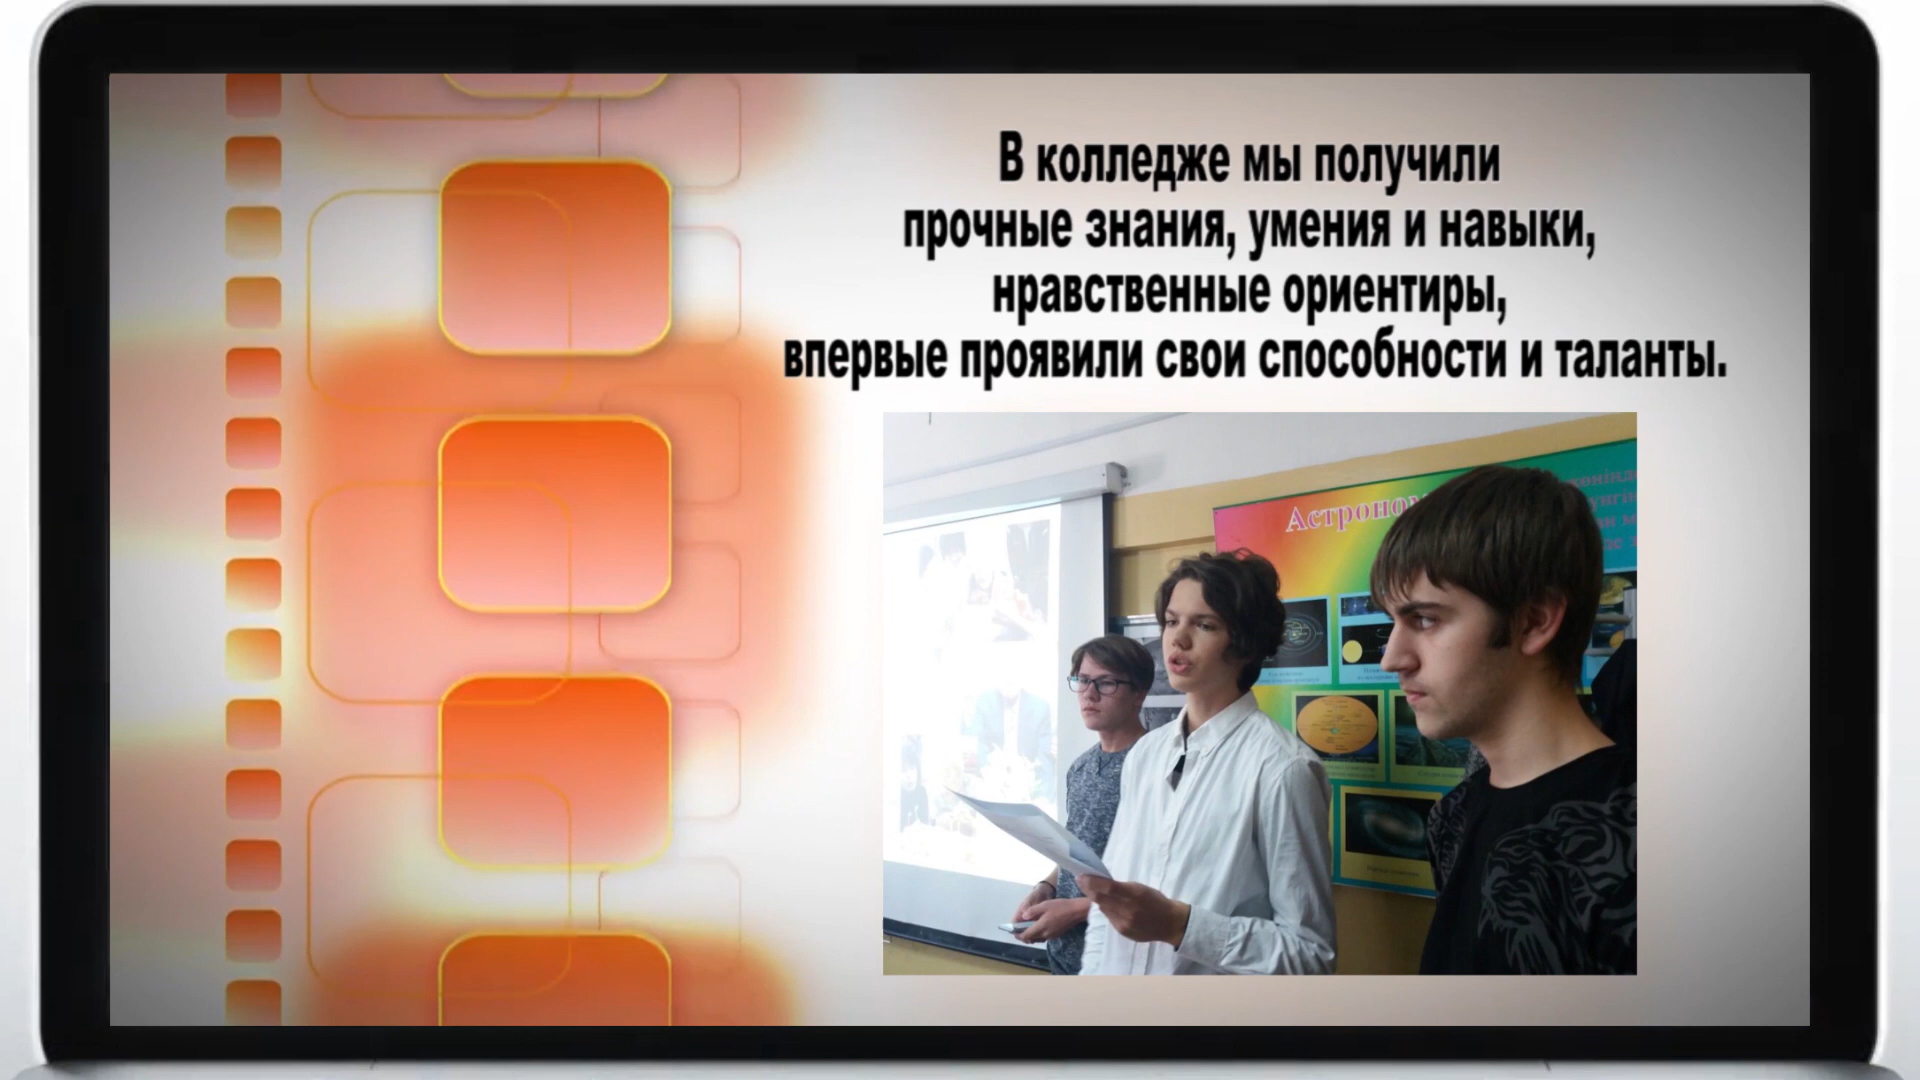 В колледже мы получили
прочные знания, умения и навыки,
нравственные ориентиры,
впервые проявили свои способности и таланты.